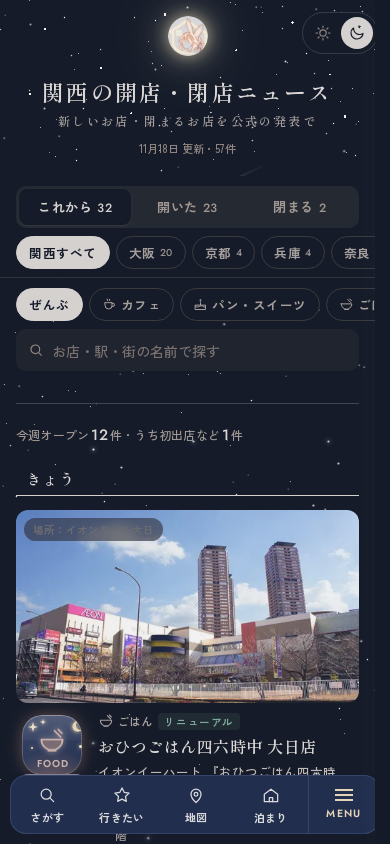 関西の開店・閉店ニュース
新しいお店・閉まるお店を公式の発表で
11月18日 更新・57件
これから 32 開いた 23 閉まる 2
関西すべて 大阪 20 京都 4 兵庫 4 奈良
ぜんぶ カフェ パン・スイーツ
お店・駅・街の名前で探す
今週オープン12件・うち初出店など1件
きょう
場所：イオン
AEON
ごはん リニューアル
おひつごはん四六時中 大日店
イオンイーハート 『おひつごはん四六時
FOOD
さがす 行きたい 地図 泊まり MENU
階